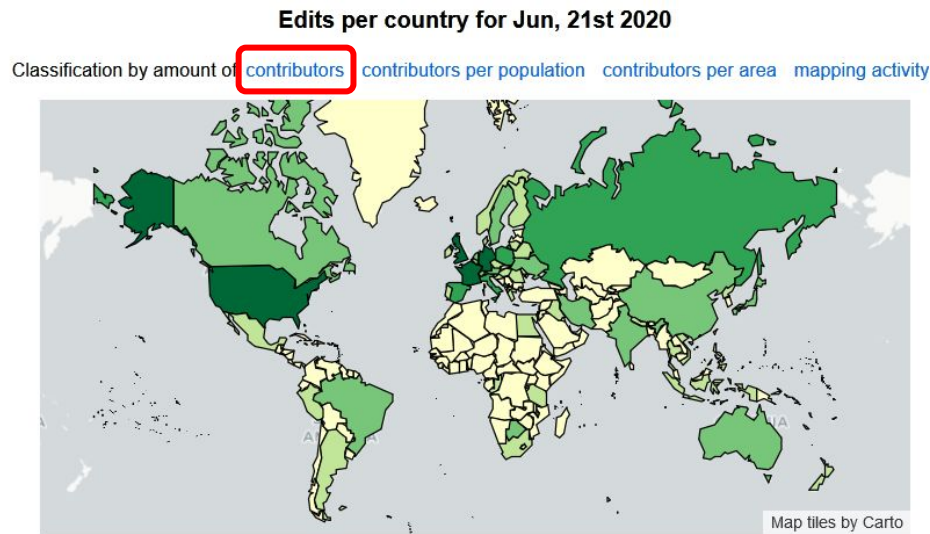 Edits per country for Jun, 21st 2020
Classification by amount of contributors contributors per population contributors per area mapping activity
Map tiles by Carto